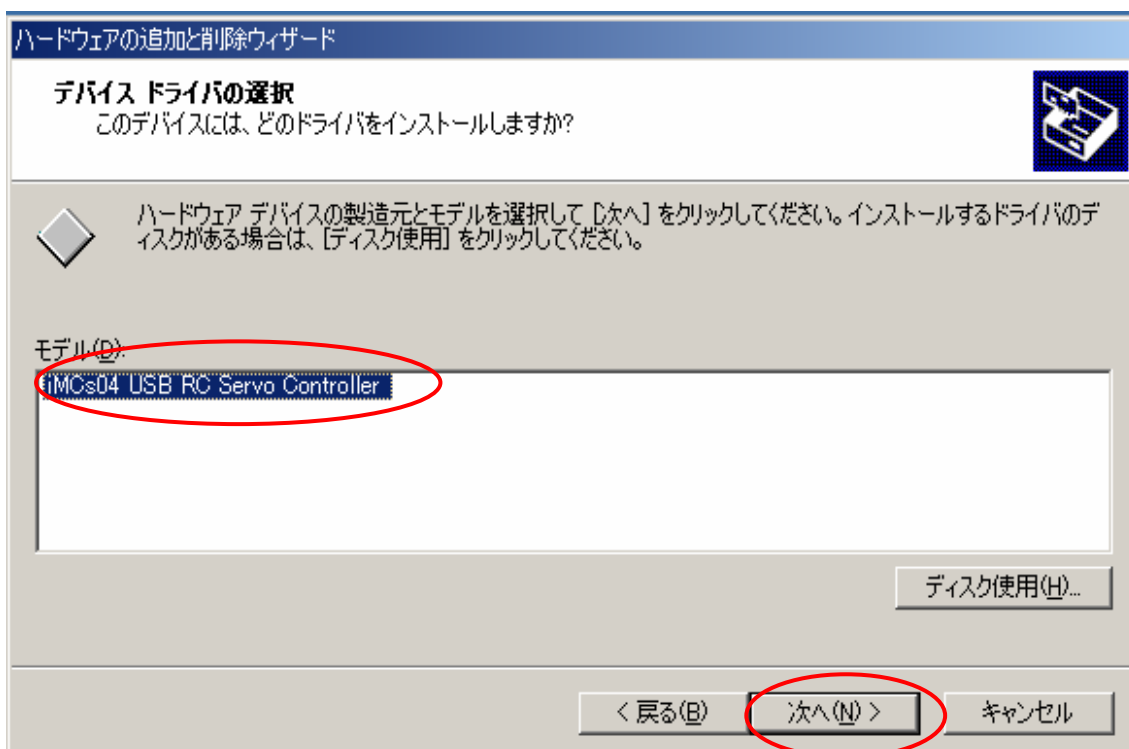 ハードウェアの追加と削除ウィザード
デバイス ドライバの選択
このデバイスには、どのドライバをインストールしますか?
ハードウェア デバイスの製造元とモデルを選択して [次へ] をクリックしてください。インストールするドライバのデ
ィスクがある場合は、[ディスク使用] をクリックしてください。
モデル(D):
iMCs04 USB RC Servo Controller
ディスク使用(H)...
< 戻る(B)
次へ(N) >
キャンセル